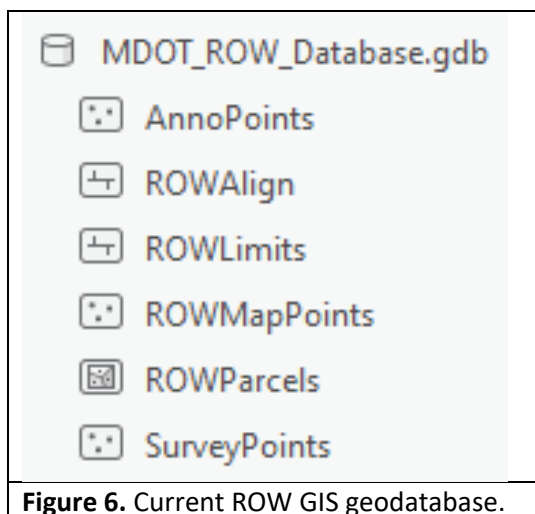 MDOT_ROW_Database.gdb
AnnoPoints
ROWAlign
ROWLimits
ROWMapPoints
ROWParcels
SurveyPoints
Figure 6. Current ROW GIS geodatabase.